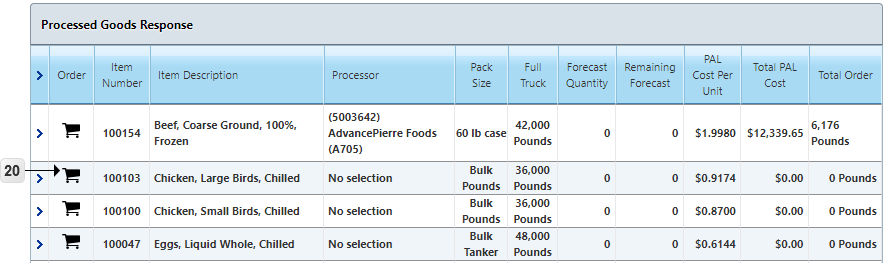 Processed Goods Response
Order
Item Number
Item Description
Processor
Pack Size
Full Truck
Forecast Quantity
Remaining Forecast
PAL Cost Per Unit
Total PAL Cost
Total Order
100154
Beef, Coarse Ground, 100%,
Frozen
(5003642)
AdvancePierre Foods
(A705)
60 lb case
42,000
Pounds
0
0
$1.9980
$12,339.65
6,176
Pounds
20
100103
Chicken, Large Birds, Chilled
No selection
Bulk
Pounds
36,000
Pounds
0
0
$0.9174
$0.00
0 Pounds
100100
Chicken, Small Birds, Chilled
No selection
Bulk
Pounds
36,000
Pounds
0
0
$0.8700
$0.00
0 Pounds
100047
Eggs, Liquid Whole, Chilled
No selection
Bulk
Tanker
48,000
Pounds
0
0
$0.6144
$0.00
0 Pounds